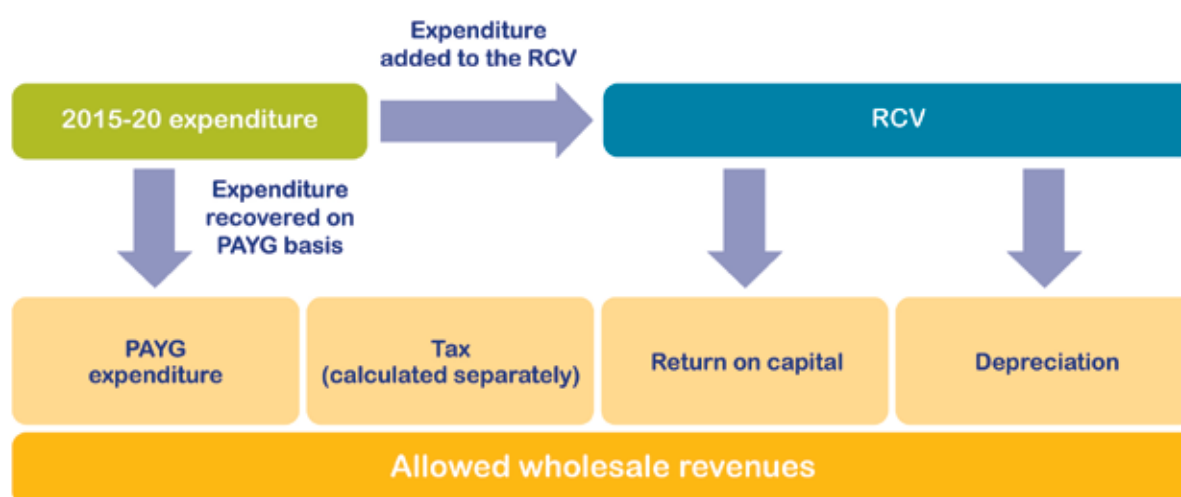 Expenditure
added to the RCV
2015-20 expenditure
RCV
Expenditure
recovered on
PAYG basis
PAYG
expenditure
Tax
(calculated separately)
Return on capital
Depreciation
Allowed wholesale revenues